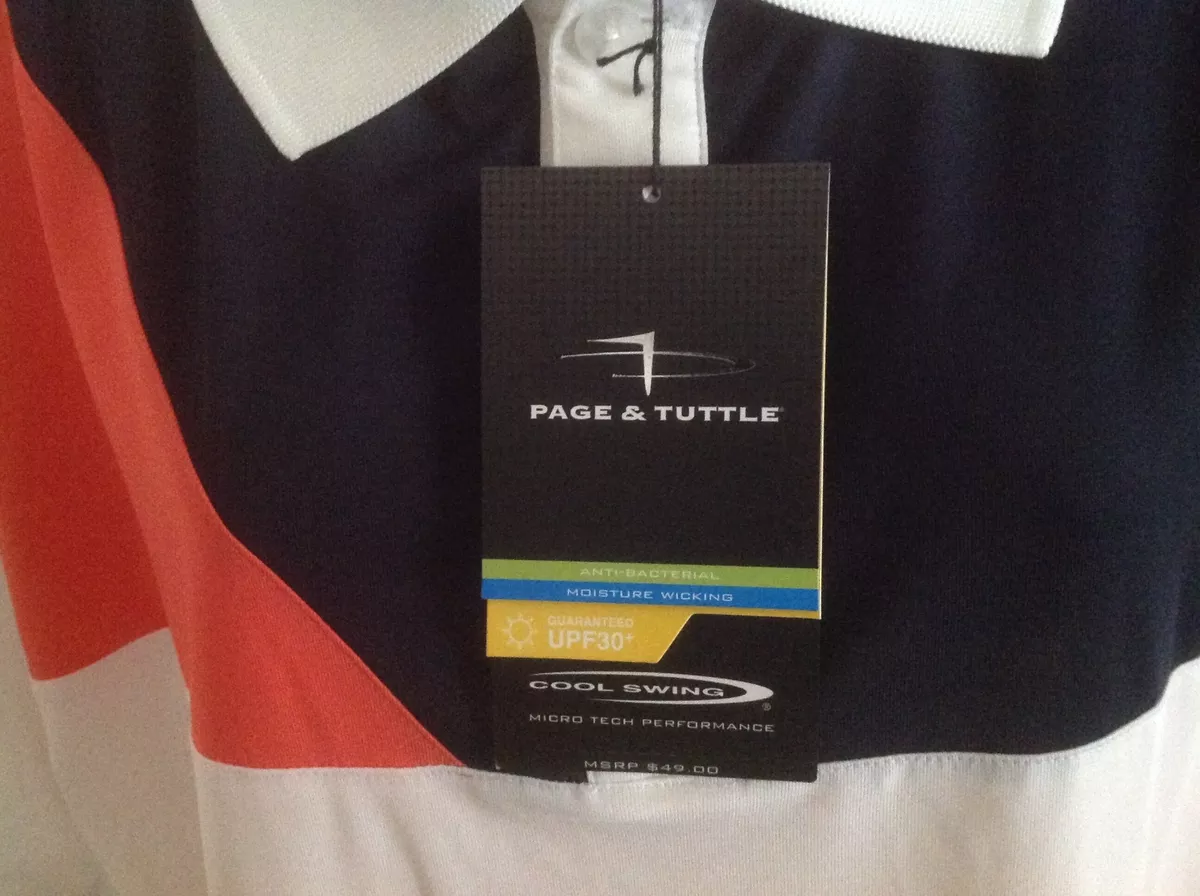 PAGE & TUTTLE
ANTI-BACTERIAL
MOISTURE WICKING
GUARANTEED
UPF30+
COOL SWING®
MICRO TECH PERFORMANCE
MSRP $49.00